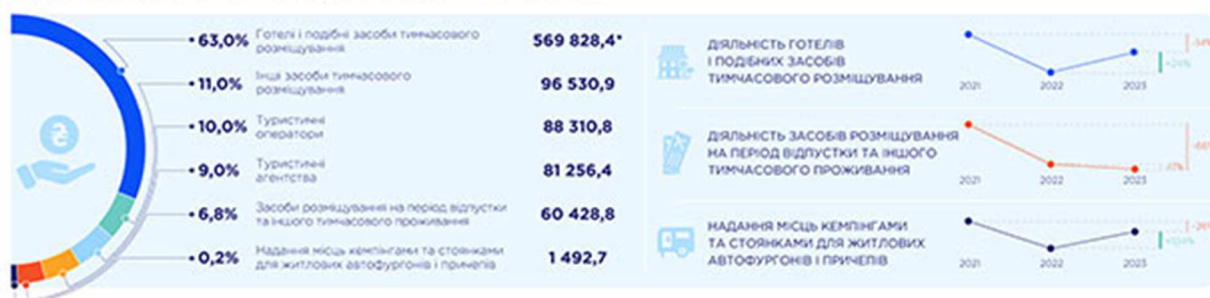 63,0%
Готелі і подібні засоби тимчасового
розміщування
569 828,4*
11,0%
Інші засоби тимчасового
розміщування
96 530,9
10,0%
Туристичні
оператори
88 310,8
9,0%
Туристичні
агентства
81 256,4
6,8%
Засоби розміщування на період відпустки
та іншого тимчасового проживання
60 428,8
0,2%
Надання місць кемпінгами та стоянками
для житлових автофургонів і причепів
1 492,7
ДІЯЛЬНІСТЬ ГОТЕЛІВ
І ПОДІБНИХ ЗАСОБІВ
ТИМЧАСОВОГО РОЗМІЩУВАННЯ
2021
2022
2023
ДІЯЛЬНІСТЬ ЗАСОБІВ РОЗМІЩУВАННЯ
НА ПЕРІОД ВІДПУСТКИ ТА ІНШОГО
ТИМЧАСОВОГО ПРОЖИВАННЯ
2021
2022
2023
НАДАННЯ МІСЦЬ КЕМПІНГАМИ
ТА СТОЯНКАМИ ДЛЯ ЖИТЛОВИХ
АВТОФУРГОНІВ І ПРИЧЕПІВ
2021
2022
2023